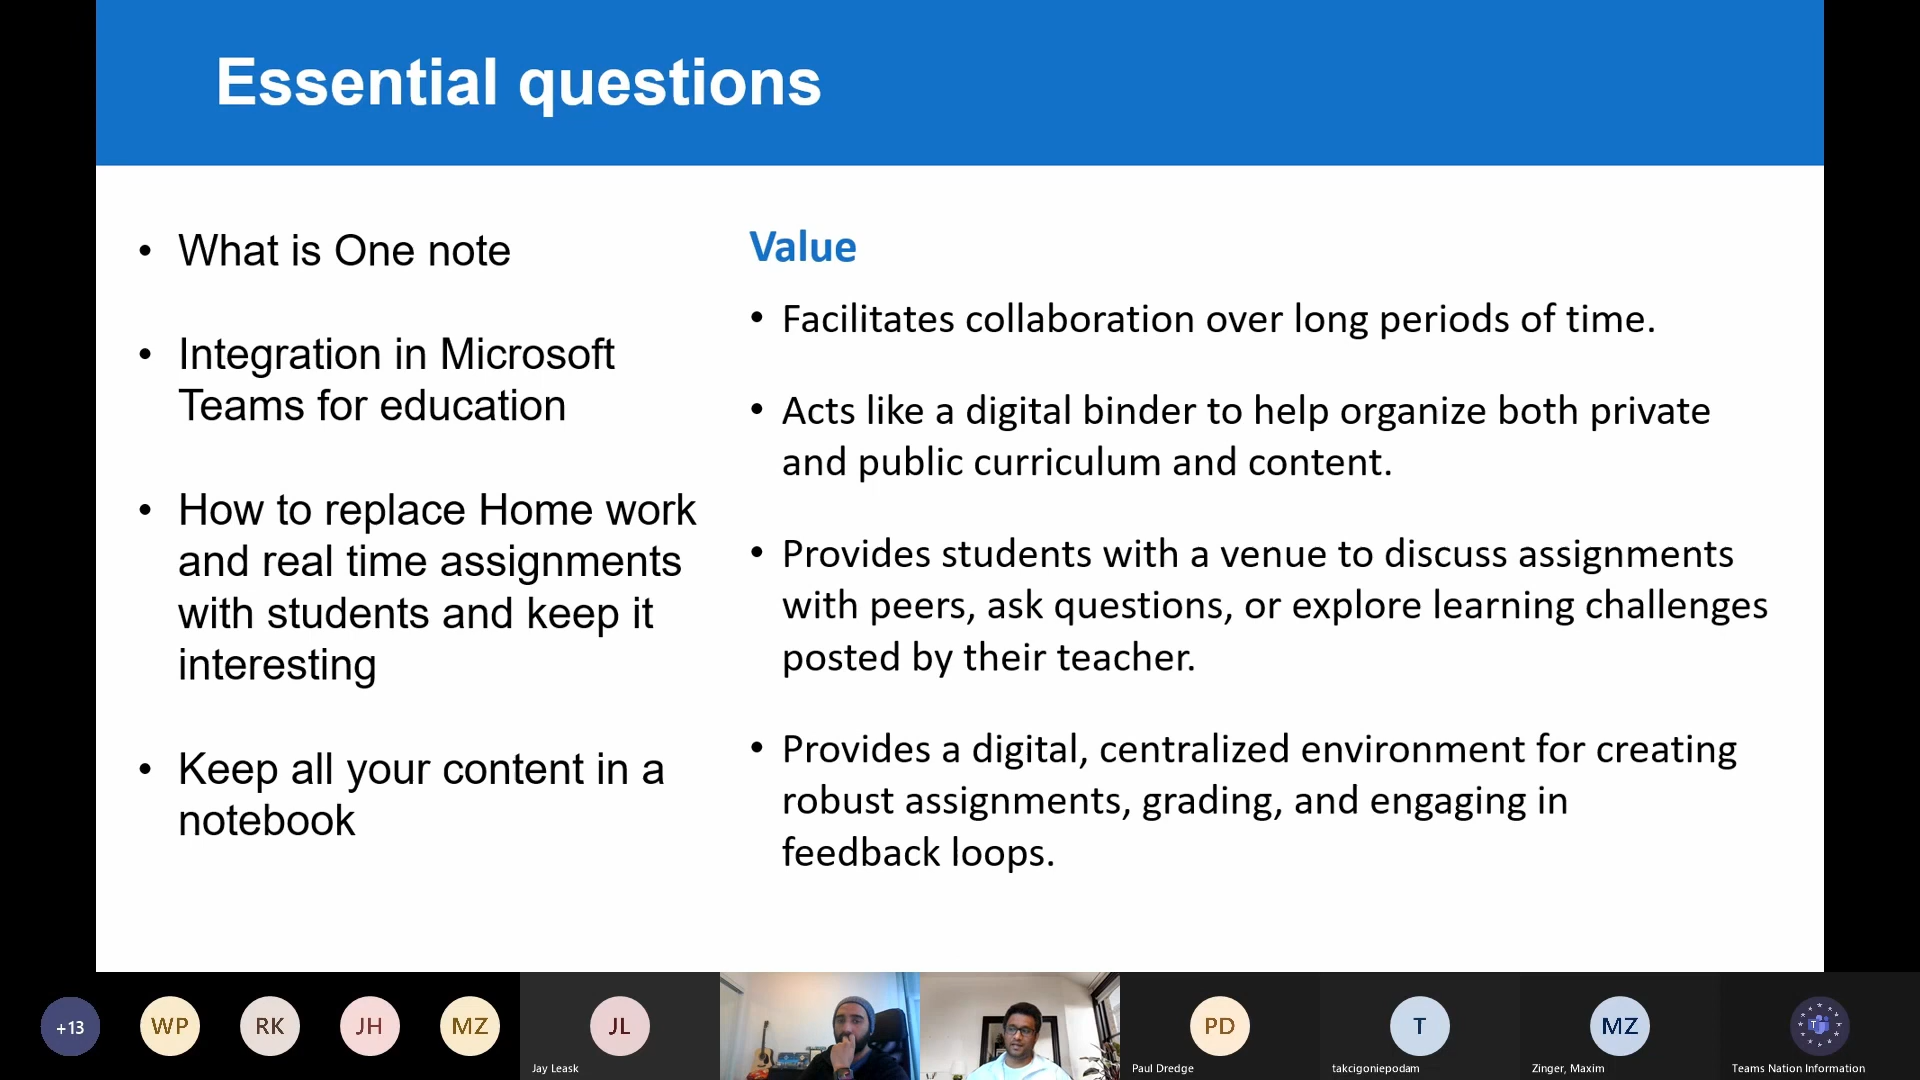 Essential questions
• What is One note
• Integration in Microsoft
Teams for education
• How to replace Home work
and real time assignments
with students and keep it
interesting
• Keep all your content in a
notebook
Value
• Facilitates collaboration over long periods of time.
• Acts like a digital binder to help organize both private
and public curriculum and content.
• Provides students with a venue to discuss assignments
with peers, ask questions, or explore learning challenges
posted by their teacher.
• Provides a digital, centralized environment for creating
robust assignments, grading, and engaging in
feedback loops.
+13
WP
RK
JH
MZ
JL
Jay Leask
PD
Paul Dredge
T
takcigoniepodam
MZ
Zinger, Maxim
T
Teams Nation Information